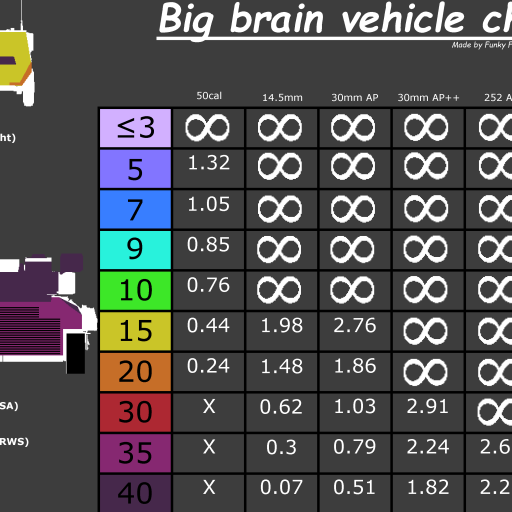 Big brain vehicle ch
Made by Funky F
50cal 14.5mm 30mm AP 30mm AP++ 252 A
≤3 ∞ ∞ ∞ ∞ ∞
ht)
5 1.32 ∞ ∞ ∞ ∞
7 1.05 ∞ ∞ ∞ ∞
9 0.85 ∞ ∞ ∞ ∞
10 0.76 ∞ ∞ ∞ ∞
15 0.44 1.98 2.76 ∞ ∞
20 0.24 1.48 1.86 ∞ ∞
30 X 0.62 1.03 2.91 ∞
SA)
35 X 0.3 0.79 2.24 2.6
RWS)
40 X 0.07 0.51 1.82 2.2